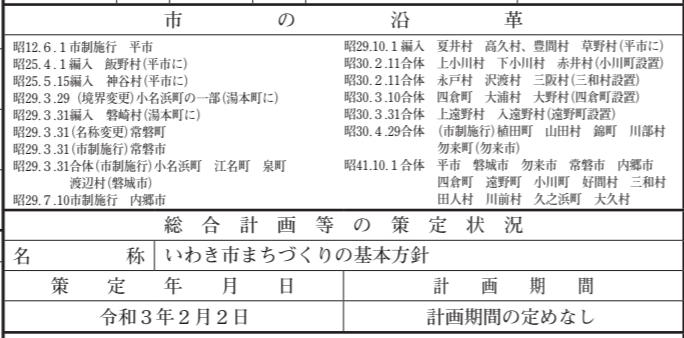 市の沿革
昭12.6.1市制施行　平市
昭25.4.1編入　飯野村(平市に)
昭25.5.15編入　神谷村(平市に)
昭29.3.29 (境界変更)小名浜町の一部(湯本町に)
昭29.3.31編入　磐崎村(湯本町に)
昭29.3.31(名称変更)常磐町
昭29.3.31(市制施行)常磐市
昭29.3.31合体(市制施行)小名浜町　江名町　泉町
渡辺村(磐城市)
昭29.7.10市制施行　内郷市
昭29.10.1編入　夏井村　高久村、豊間村　草野村(平市に)
昭30.2.11合体　上小川村　下小川村　赤井村(小川町設置)
昭30.2.11合体　永戸村　沢渡村　三阪村(三和村設置)
昭30.3.10合体　四倉町　大浦村　大野村(四倉町設置)
昭30.3.31合体　上遠野村　入遠野村(遠野町設置)
昭30.4.29合体　(市制施行)植田町　山田村　錦町　川部村
勿来町(勿来市)
昭41.10.1合体　平市　磐城市　勿来市　常磐市　内郷市
四倉町　遠野町　小川町　好間村　三和村
田人村　川前村　久之浜町　大久村
総合計画等の策定状況
名称　いわき市まちづくりの基本方針
策定年月日　計画期間
令和3年2月2日　計画期間の定めなし